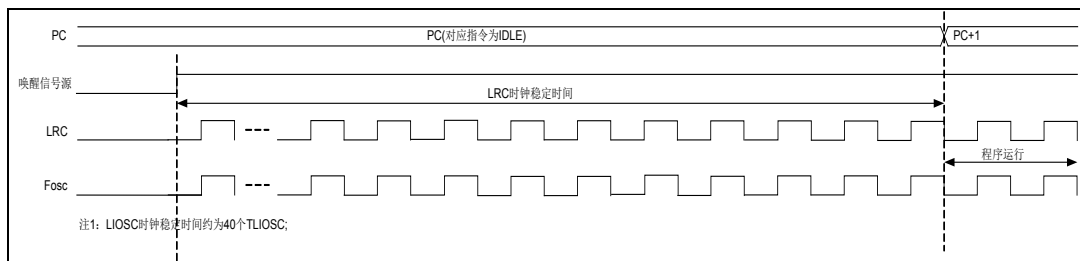 PC
PC(对应指令为IDLE)
PC+1
唤醒信号源
LRC时钟稳定时间
LRC
程序运行
Fosc
注1：LIOSC时钟稳定时间约为40个TLIOSC;